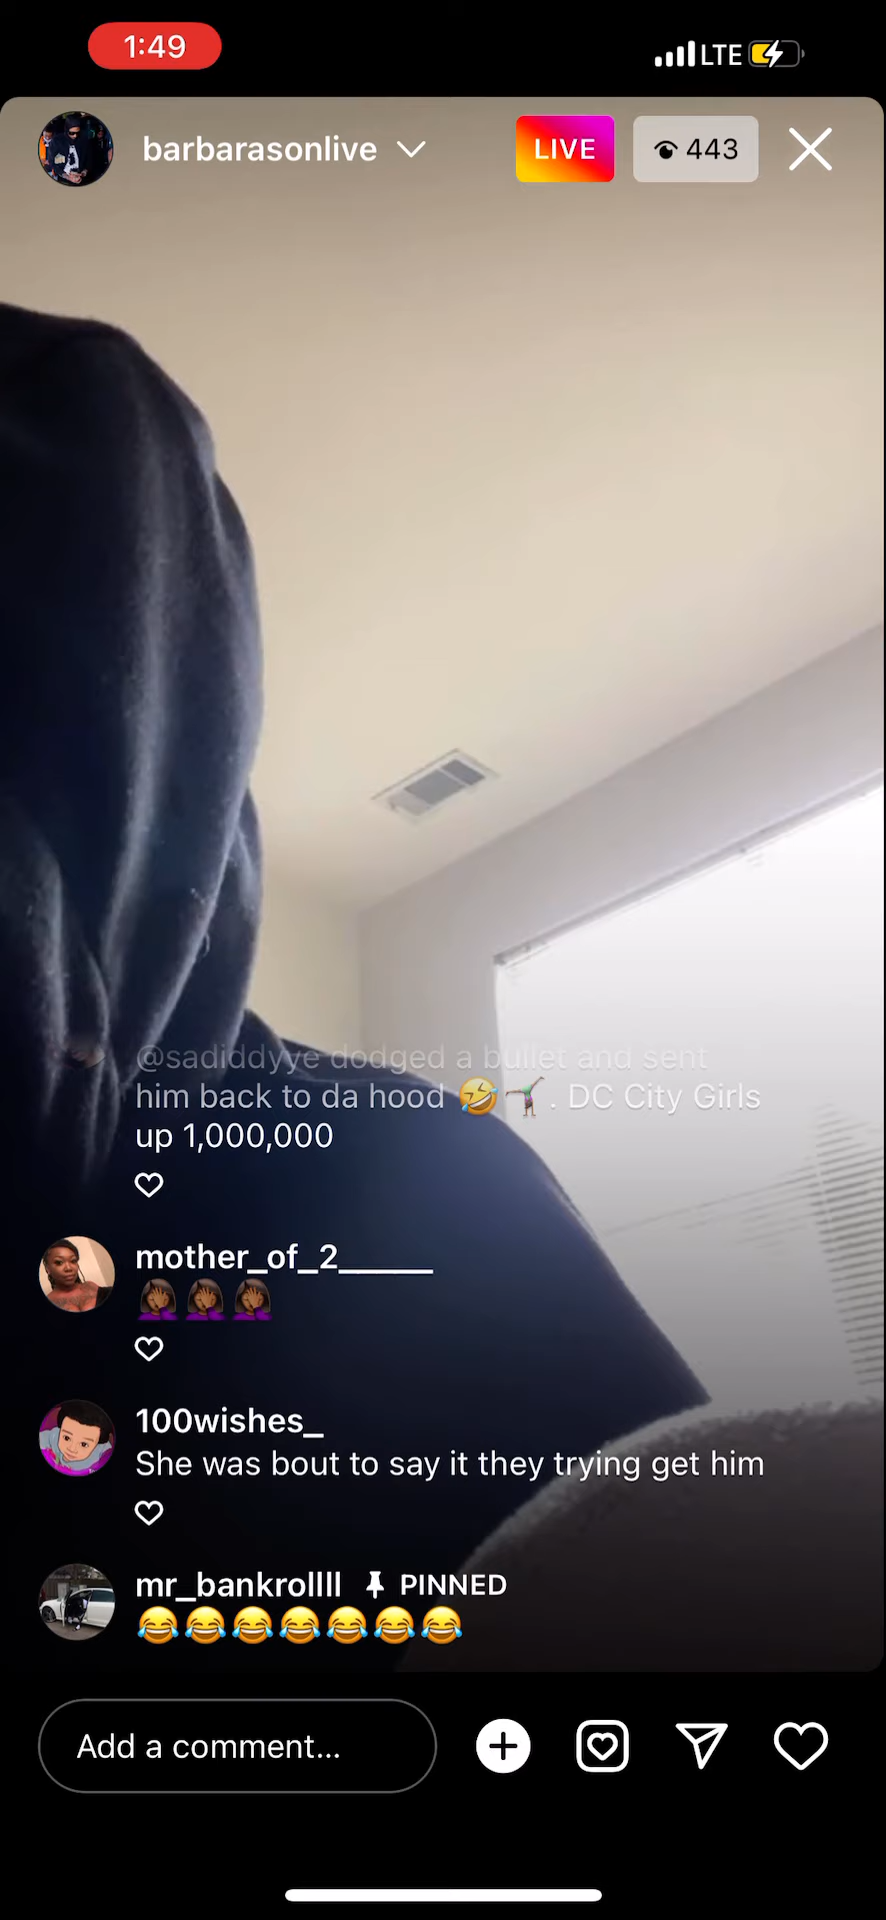 1:49
LTE
barbarasonlive
LIVE
443
@sadiddyye dodged a bullet and sent
him back to da hood 🤣 🤸🏾‍♀️. DC City Girls
up 1,000,000
mother_of_2______
🤦🏾‍♀️🤦🏾‍♀️🤦🏾‍♀️
100wishes_
She was bout to say it they trying get him
mr_bankrollll PINNED
😂😂😂😂😂😂😂
Add a comment...